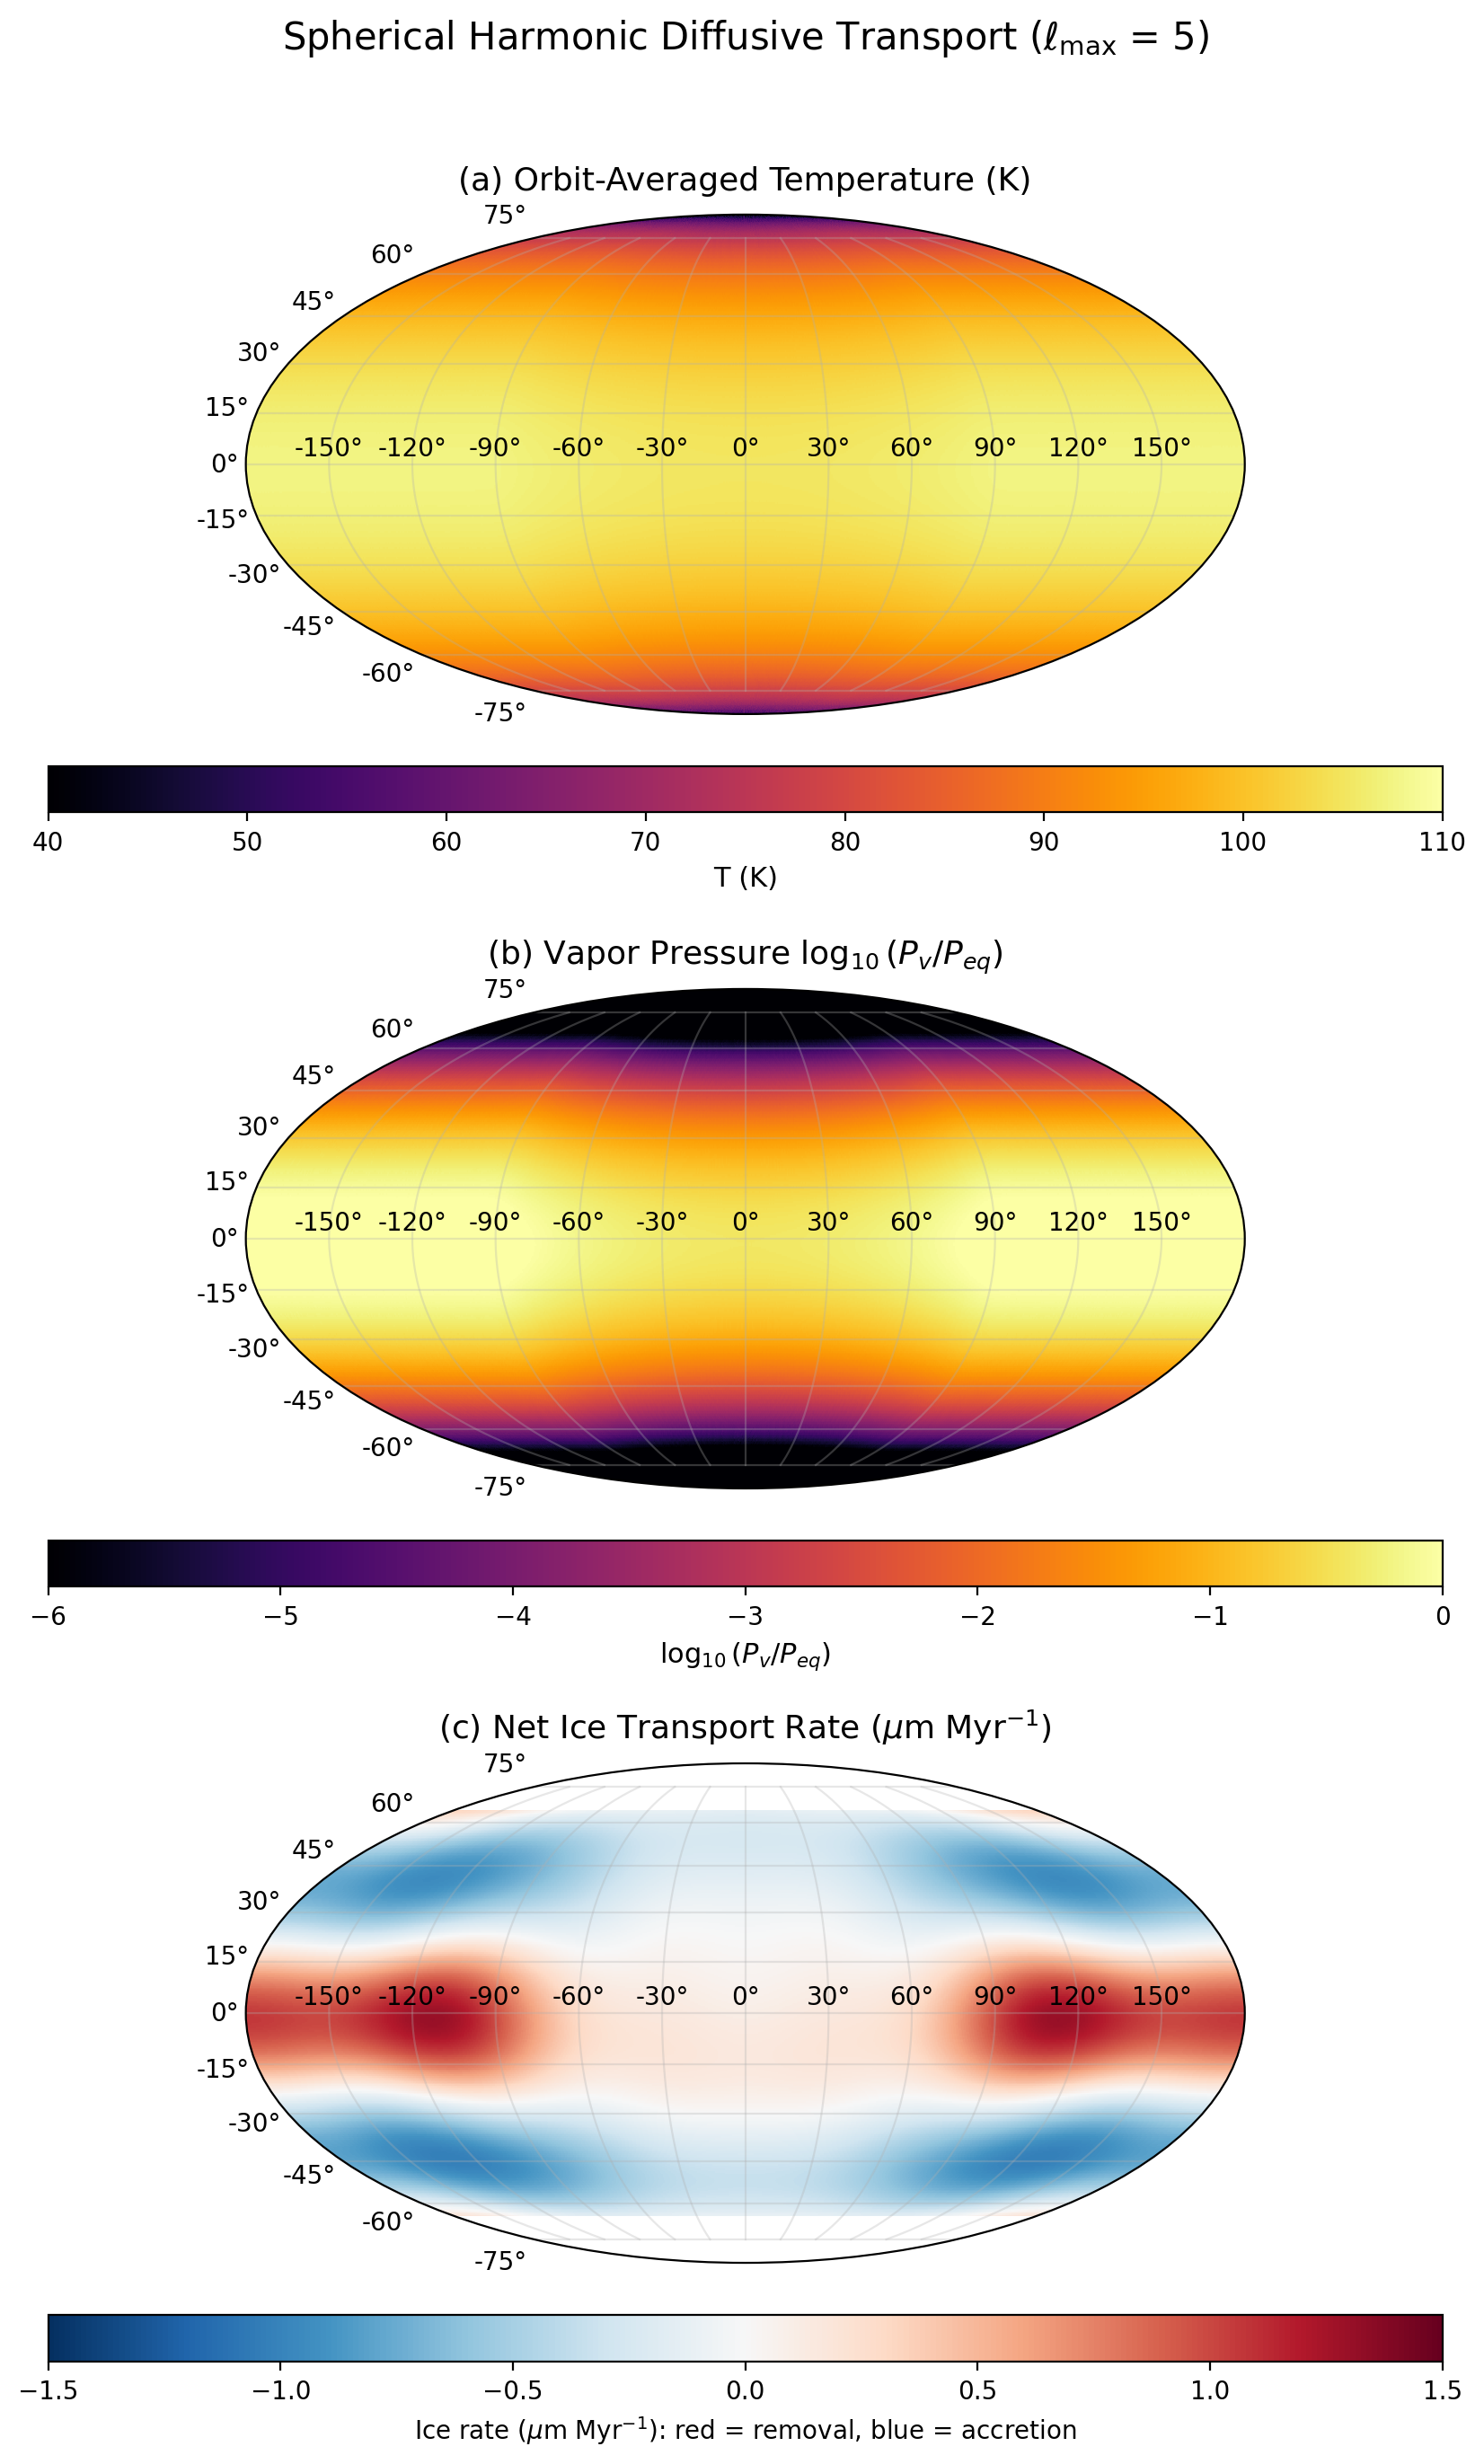 Spherical Harmonic Diffusive Transport (ℓmax = 5)
(a) Orbit-Averaged Temperature (K)
75°
60°
45°
30°
15°
-150° -120° -90° -60° -30° 0° 30° 60° 90° 120° 150°
0°
-15°
-30°
-45°
-60°
-75°
40 50 60 70 80 90 100 110
T (K)
(b) Vapor Pressure log₁₀ (Pv/Peq)
75°
60°
45°
30°
15°
-150° -120° -90° -60° -30° 0° 30° 60° 90° 120° 150°
0°
-15°
-30°
-45°
-60°
-75°
−6 −5 −4 −3 −2 −1 0
log₁₀ (Pv/Peq)
(c) Net Ice Transport Rate (μm Myr⁻¹)
75°
60°
45°
30°
15°
-150° -120° -90° -60° -30° 0° 30° 60° 90° 120° 150°
0°
-15°
-30°
-45°
-60°
-75°
−1.5 −1.0 −0.5 0.0 0.5 1.0 1.5
Ice rate (μm Myr⁻¹): red = removal, blue = accretion